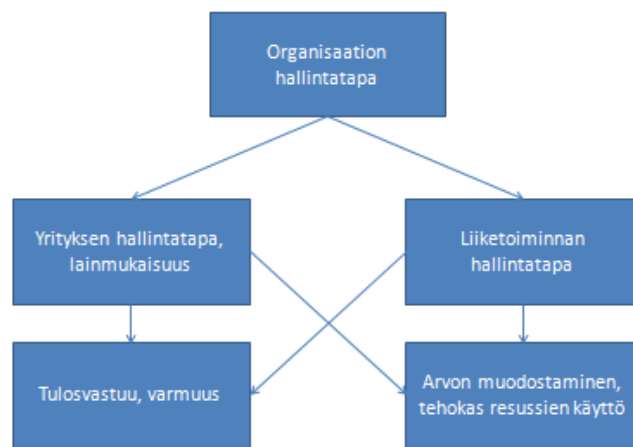 Organisaation
hallintatapa
Yrityksen hallintatapa,
lainmukaisuus
Liiketoiminnan
hallintatapa
Tulosvastuu, varmuus
Arvon muodostaminen,
tehokas resussien käyttö